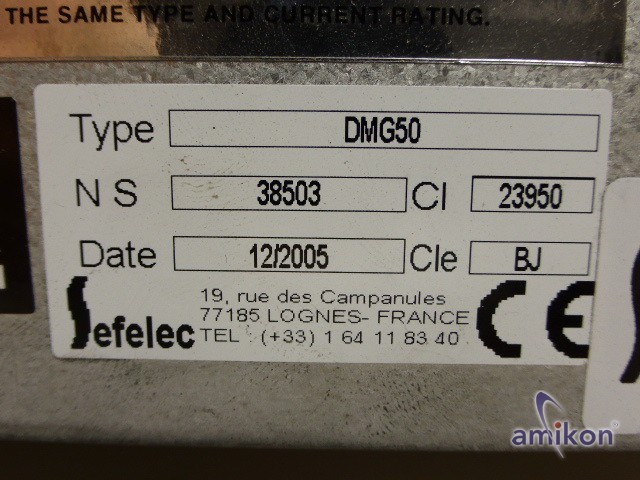 THE SAME TYPE AND CURRENT RATING.
Type DMG50
N S 38503 CI 23950
Date 12/2005 Cle BJ
Sefelec
19, rue des Campanules
77185 LOGNES- FRANCE
TEL : (+33) 1 64 11 83 40
CE
amikon®